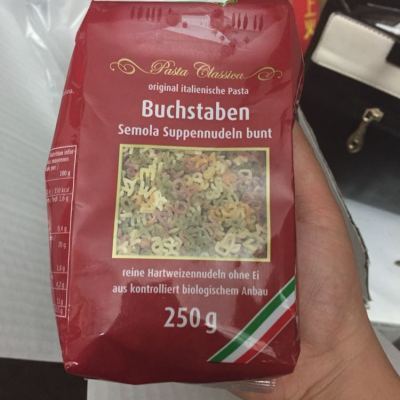 Pasta Classica
original italienische Pasta
Buchstaben
Semola Suppennudeln bunt
reine Hartweizennudeln ohne Ei
aus kontrolliert biologischem Anbau
250 g